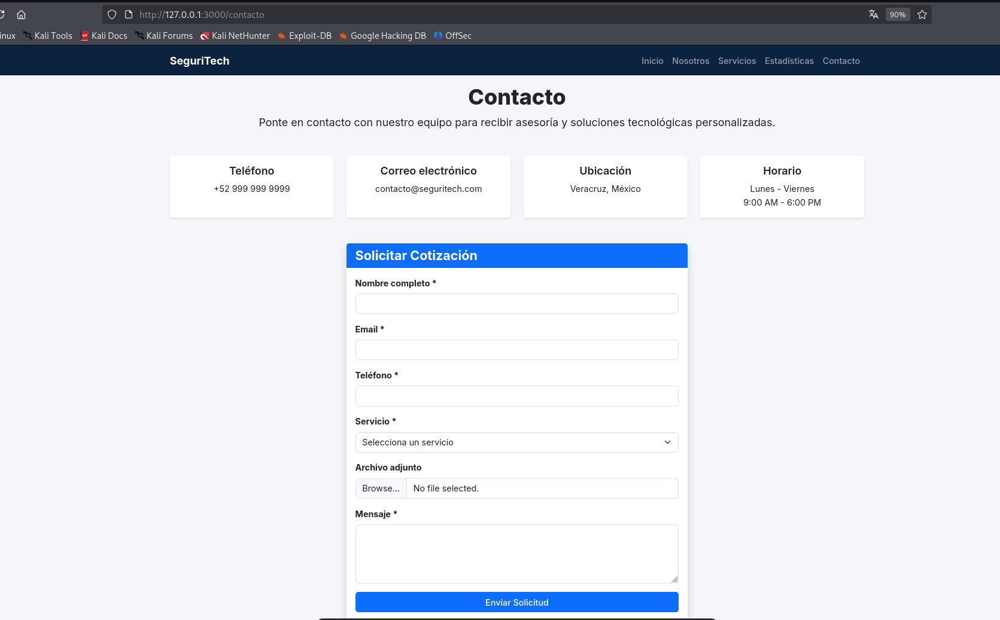 http://127.0.0.1:3000/contacto
90%
inux Kali Tools Kali Docs Kali Forums Kali NetHunter Exploit-DB Google Hacking DB OffSec
SeguriTech
Inicio Nosotros Servicios Estadísticas Contacto
Contacto
Ponte en contacto con nuestro equipo para recibir asesoría y soluciones tecnológicas personalizadas.
Teléfono
+52 999 999 9999
Correo electrónico
contacto@seguritech.com
Ubicación
Veracruz, México
Horario
Lunes - Viernes
9:00 AM - 6:00 PM
Solicitar Cotización
Nombre completo *
Email *
Teléfono *
Servicio *
Selecciona un servicio
Archivo adjunto
Browse... No file selected.
Mensaje *
Enviar Solicitud